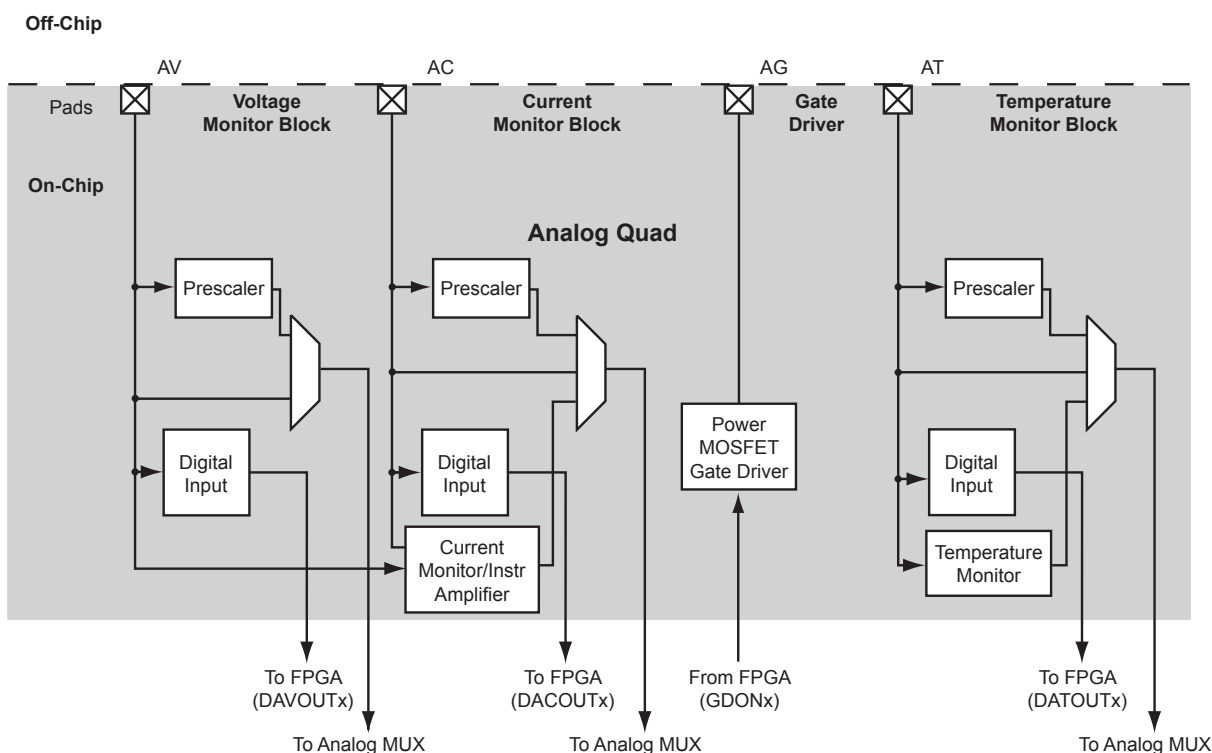 Off-Chip
AV
AC
AG
AT
Pads
Voltage
Monitor Block
Current
Monitor Block
Gate
Driver
Temperature
Monitor Block
On-Chip
Analog Quad
Prescaler
Prescaler
Prescaler
Power
MOSFET
Gate Driver
Digital
Input
Digital
Input
Digital
Input
Current
Monitor/Instr
Amplifier
Temperature
Monitor
To FPGA
(DAVOUTx)
To FPGA
(DACOUTx)
From FPGA
(GDONx)
To FPGA
(DATOUTx)
To Analog MUX
To Analog MUX
To Analog MUX